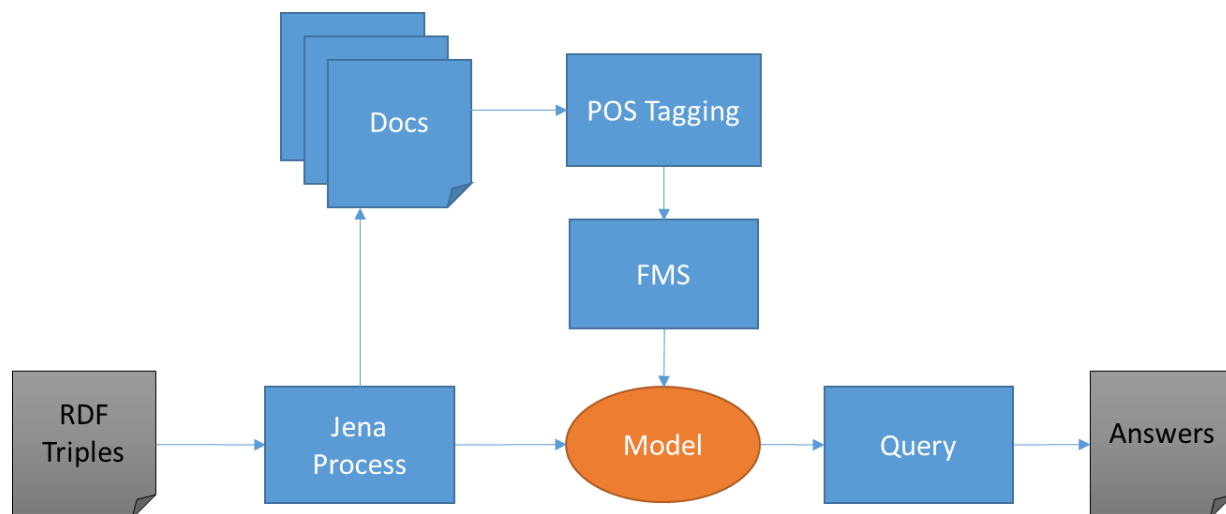 Docs
POS Tagging
FMS
RDF
Triples
Jena
Process
Model
Query
Answers